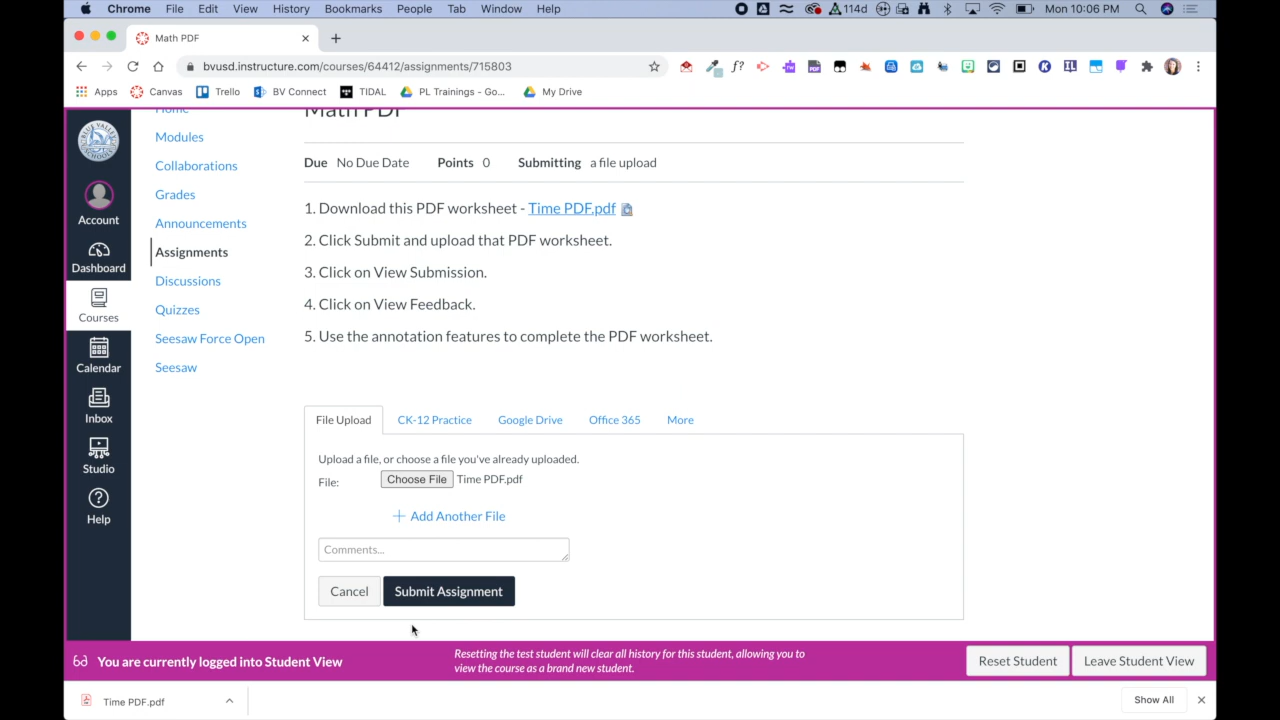 Chrome File Edit View History Bookmarks People Tab Window Help 114d Mon 10:06 PM
Math PDF
bvusd.instructure.com/courses/64412/assignments/715803
Apps Canvas Trello BV Connect TIDAL PL Trainings - Go... My Drive
Home
Modules
Collaborations
Grades
Announcements
Assignments
Discussions
Quizzes
Seesaw Force Open
Seesaw
Account
Dashboard
Courses
Calendar
Inbox
Studio
Help
Math PDF
Due No Due Date Points 0 Submitting a file upload
1. Download this PDF worksheet - Time PDF.pdf
2. Click Submit and upload that PDF worksheet.
3. Click on View Submission.
4. Click on View Feedback.
5. Use the annotation features to complete the PDF worksheet.
File Upload CK-12 Practice Google Drive Office 365 More
Upload a file, or choose a file you've already uploaded.
File: Choose File Time PDF.pdf
+ Add Another File
Comments...
Cancel Submit Assignment
You are currently logged into Student View
Resetting the test student will clear all history for this student, allowing you to
view the course as a brand new student.
Reset Student Leave Student View
Time PDF.pdf Show All